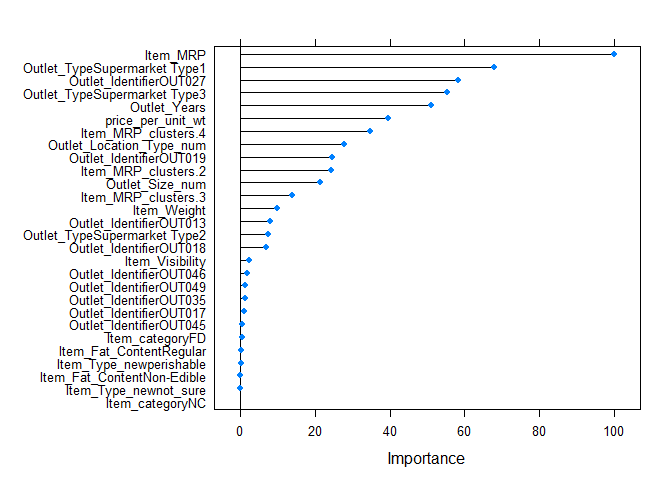 Item_MRP
Outlet_TypeSupermarket Type1
Outlet_IdentifierOUT027
Outlet_TypeSupermarket Type3
Outlet_Years
price_per_unit_wt
Item_MRP_clusters.4
Outlet_Location_Type_num
Outlet_IdentifierOUT019
Item_MRP_clusters.2
Outlet_Size_num
Item_MRP_clusters.3
Item_Weight
Outlet_IdentifierOUT013
Outlet_TypeSupermarket Type2
Outlet_IdentifierOUT018
Item_Visibility
Outlet_IdentifierOUT046
Outlet_IdentifierOUT049
Outlet_IdentifierOUT035
Outlet_IdentifierOUT017
Outlet_IdentifierOUT045
Item_categoryFD
Item_Fat_ContentRegular
Item_Type_newperishable
Item_Fat_ContentNon-Edible
Item_Type_newnot_sure
Item_categoryNC
0 20 40 60 80 100
Importance